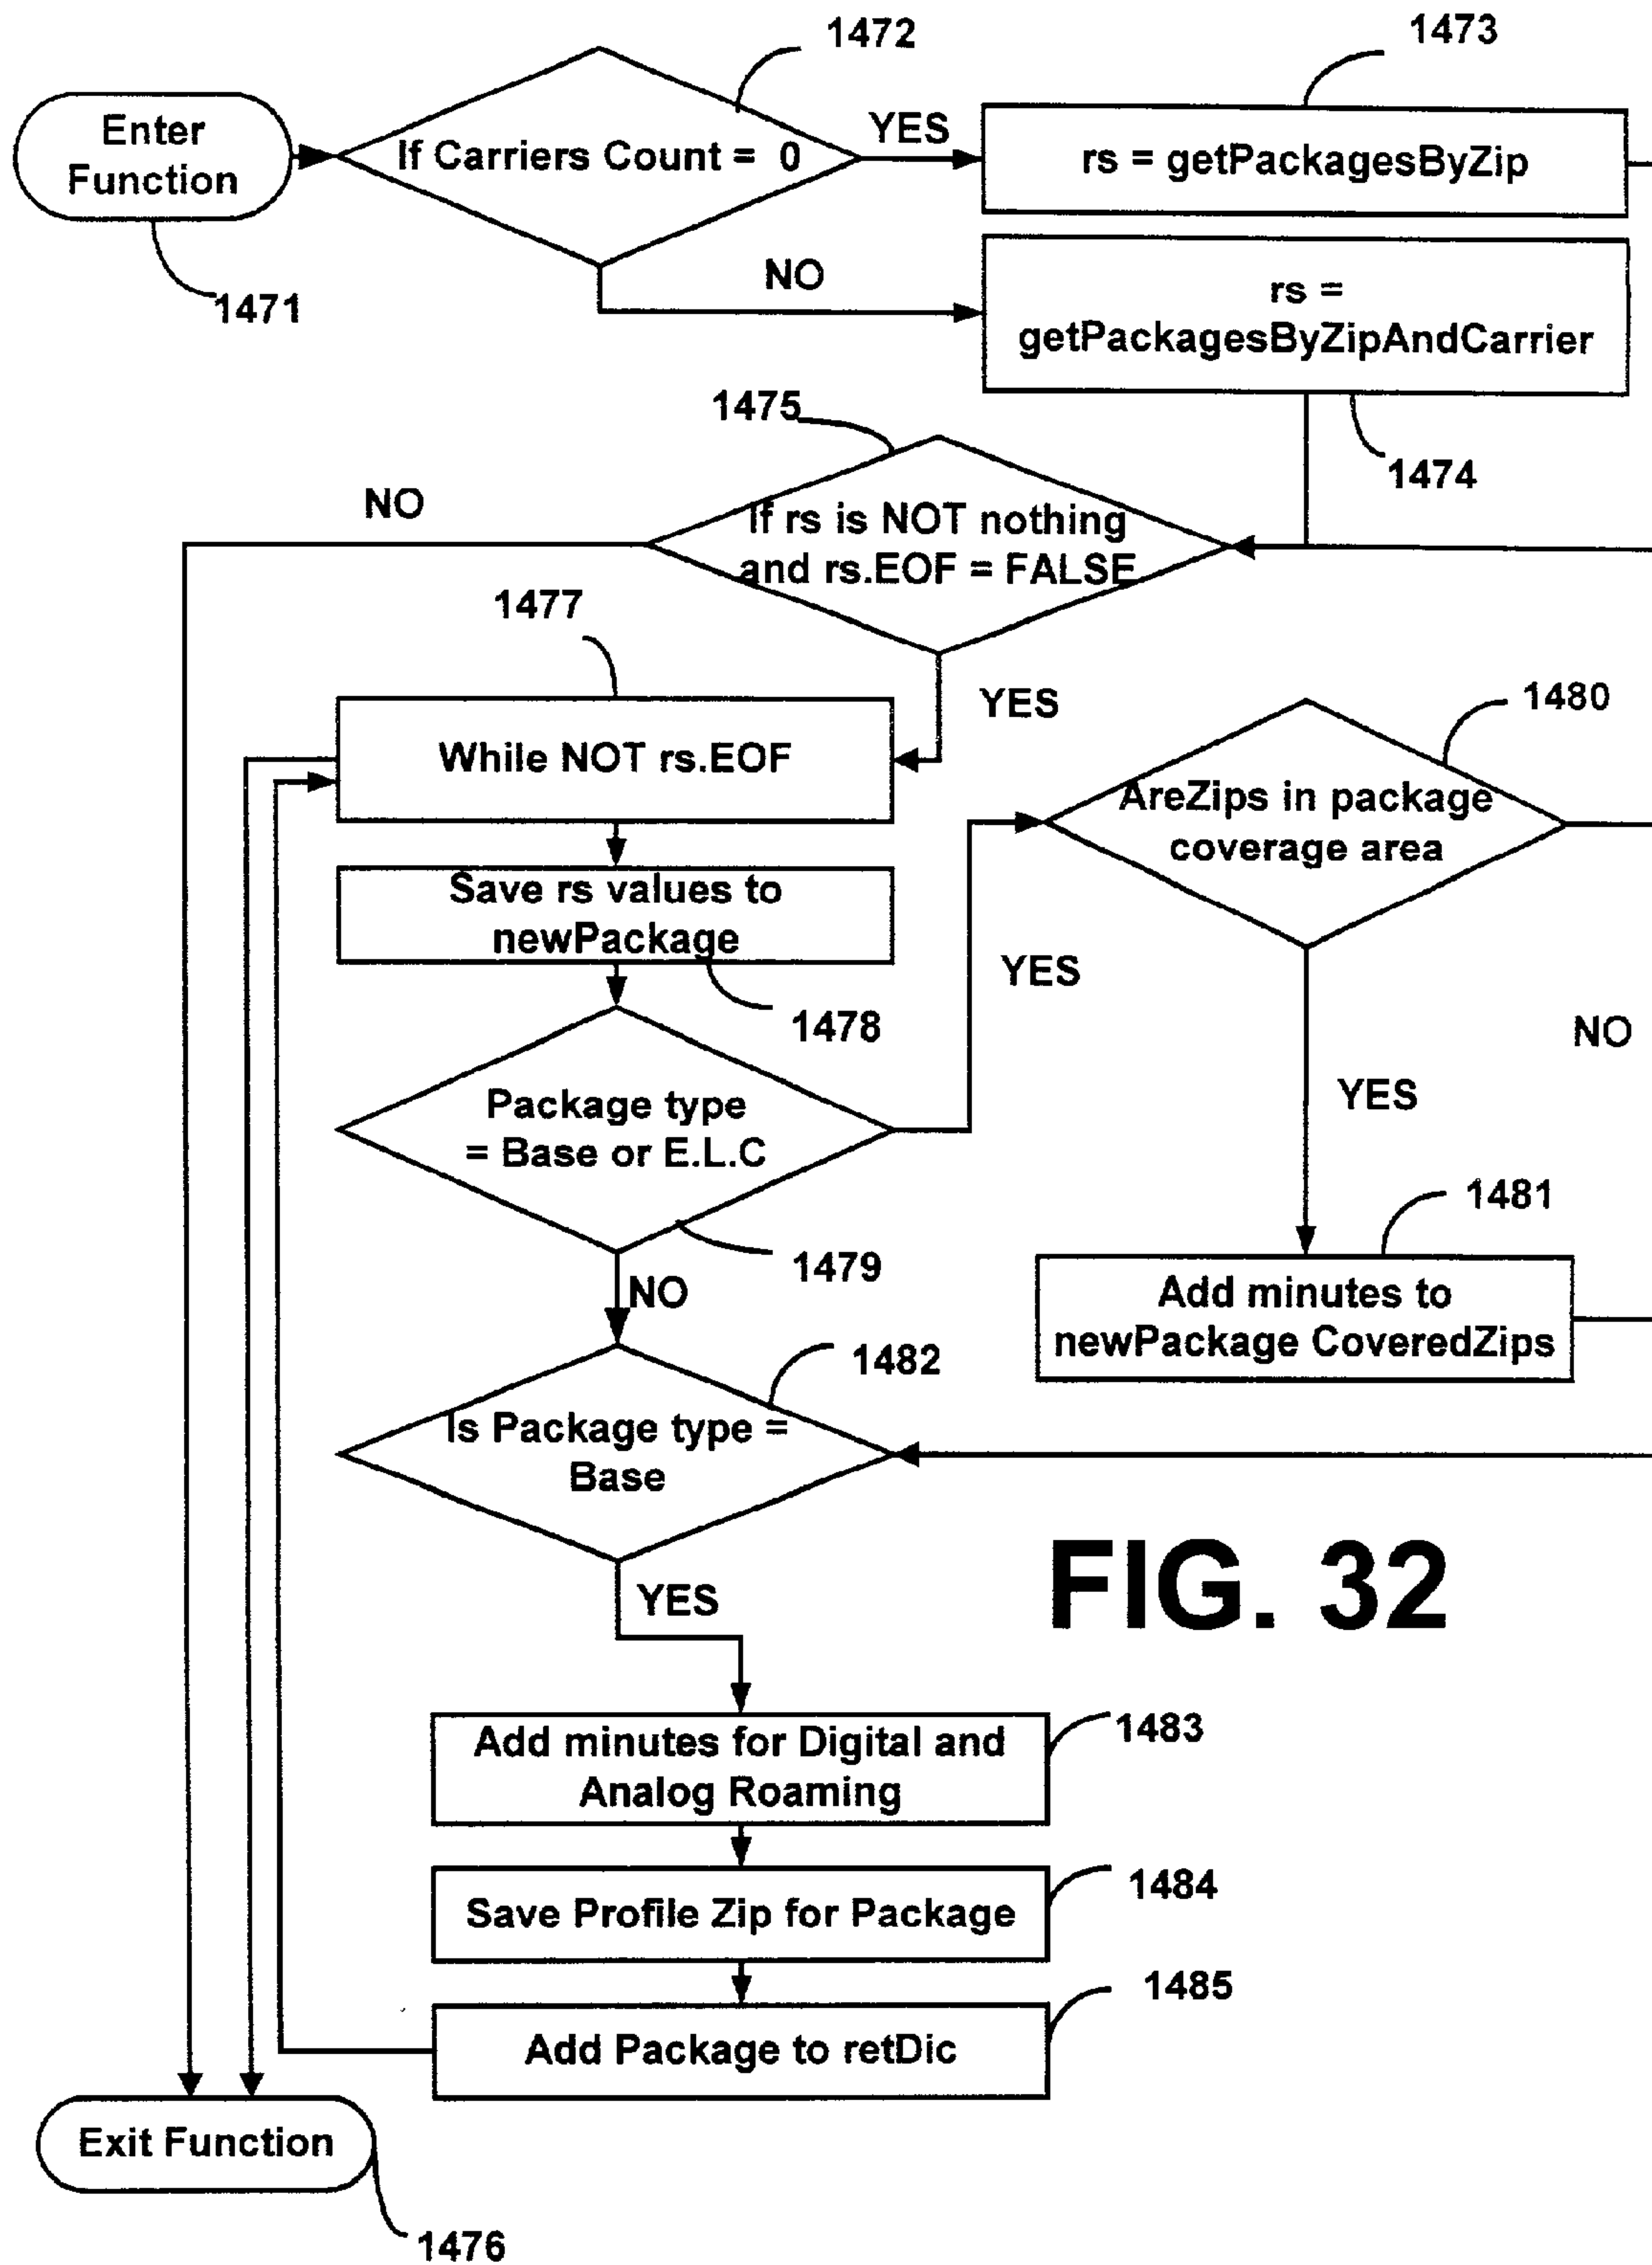 1472
1473
Enter
Function
If Carriers Count = 0
YES
rs = getPackagesByZip
1471
NO
rs =
getPackagesByZipAndCarrier
1475
1474
NO
If rs is NOT nothing
and rs.EOF = FALSE
1477
YES
1480
While NOT rs.EOF
AreZips in package
coverage area
Save rs values to
newPackage
YES
1478
NO
Package type
= Base or E.L.C
YES
1479
1481
NO
Add minutes to
newPackage CoveredZips
1482
Is Package type =
Base
FIG. 32
YES
Add minutes for Digital and
Analog Roaming
1483
Save Profile Zip for Package
1484
Add Package to retDic
1485
Exit Function
1476